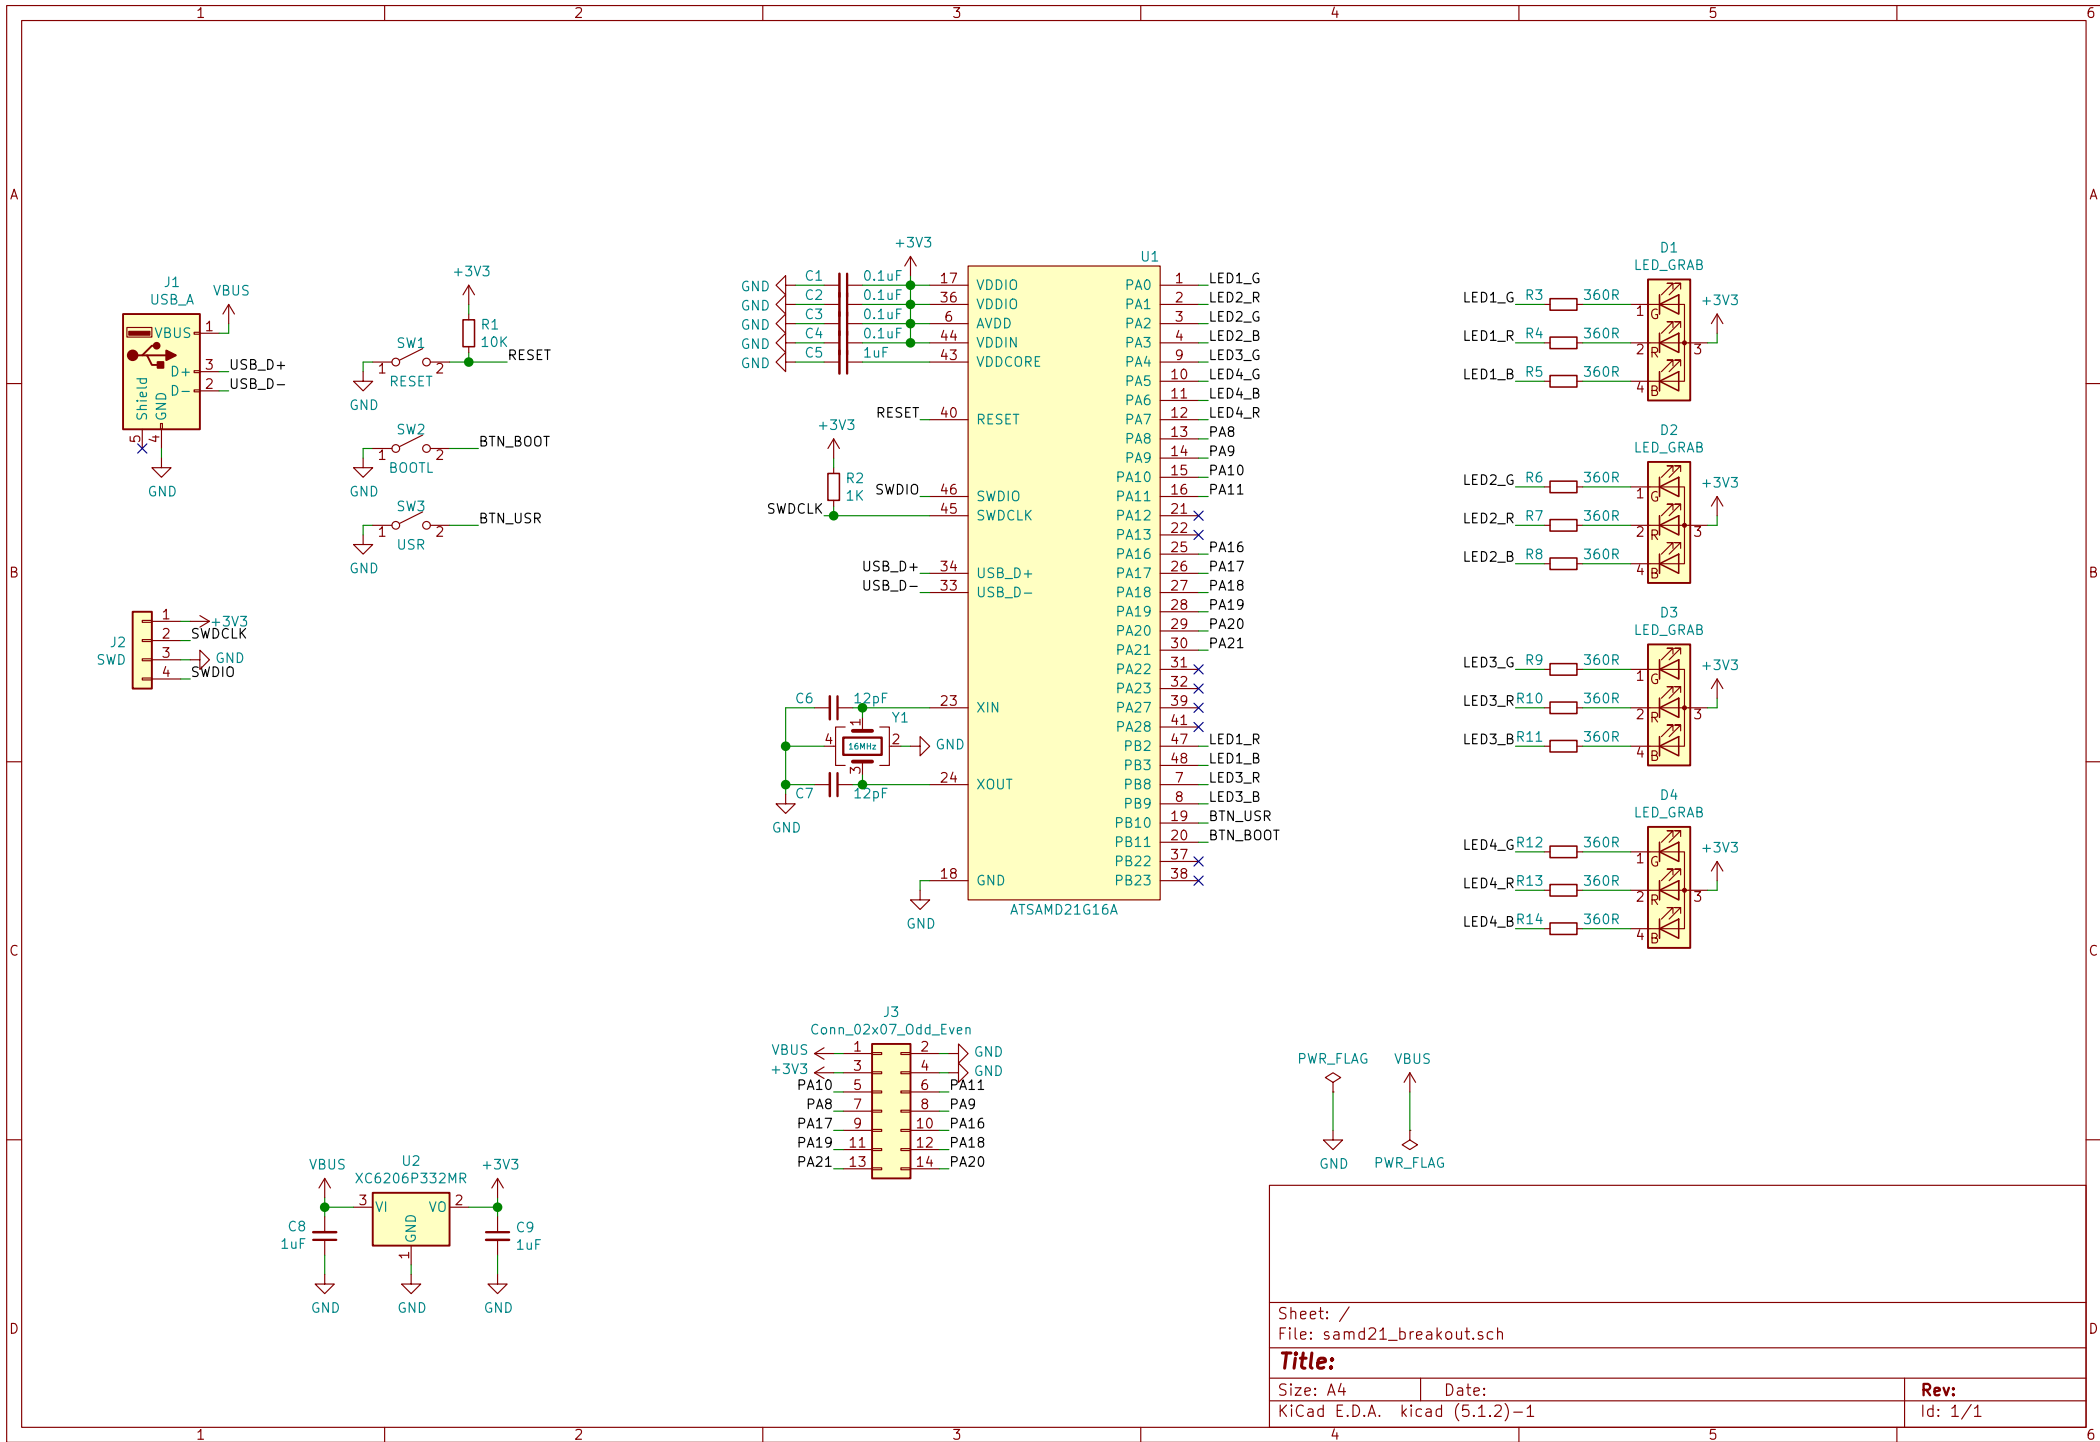 1 2 3 4 5 6
A A
B B
C C
D D
J1
USB_A
VBUS
VBUS 1
D+ 3 USB_D+
D- 2 USB_D-
Shield
GND
5 4
GND
+3V3
R1
10K
SW1
1 2
RESET
RESET
GND
SW2
1 2
BOOTL
BTN_BOOT
GND
SW3
1 2
USR
BTN_USR
GND
J2
SWD
1 +3V3
2 SWDCLK
3 GND
4 SWDIO
+3V3
GND C1 0.1uF
GND C2 0.1uF
GND C3 0.1uF
GND C4 0.1uF
GND C5 1uF
U1
17 VDDIO
36 VDDIO
6 AVDD
44 VDDIN
43 VDDCORE
RESET 40 RESET
+3V3
R2
1K
SWDIO 46 SWDIO
SWDCLK 45 SWDCLK
USB_D+ 34 USB_D+
USB_D- 33 USB_D-
C6 12pF
23 XIN
Y1
1
4 16MHz 2 GND
3
C7 12pF
24 XOUT
GND
18 GND
GND
ATSAMD21G16A
PA0 1 LED1_G
PA1 2 LED2_R
PA2 3 LED2_G
PA3 4 LED2_B
PA4 9 LED3_G
PA5 10 LED4_G
PA6 11 LED4_B
PA7 12 LED4_R
PA8 13 PA8
PA9 14 PA9
PA10 15 PA10
PA11 16 PA11
PA12 21
PA13 22
PA16 25 PA16
PA17 26 PA17
PA18 27 PA18
PA19 28 PA19
PA20 29 PA20
PA21 30 PA21
PA22 31
PA23 32
PA27 39
PA28 41
PB2 47 LED1_R
PB3 48 LED1_B
PB8 7 LED3_R
PB9 8 LED3_B
PB10 19 BTN_USR
PB11 20 BTN_BOOT
PB22 37
PB23 38
D1
LED_GRAB
LED1_G R3 360R 1 G
+3V3
LED1_R R4 360R 2 R 3
LED1_B R5 360R 4 B
D2
LED_GRAB
LED2_G R6 360R 1 G
+3V3
LED2_R R7 360R 2 R 3
LED2_B R8 360R 4 B
D3
LED_GRAB
LED3_G R9 360R 1 G
+3V3
LED3_R R10 360R 2 R 3
LED3_B R11 360R 4 B
D4
LED_GRAB
LED4_G R12 360R 1 G
+3V3
LED4_R R13 360R 2 R 3
LED4_B R14 360R 4 B
J3
Conn_02x07_Odd_Even
VBUS 1 2 GND
+3V3 3 4 GND
PA10 5 6 PA11
PA8 7 8 PA9
PA17 9 10 PA16
PA19 11 12 PA18
PA21 13 14 PA20
PWR_FLAG VBUS
GND PWR_FLAG
U2
XC6206P332MR
VBUS +3V3
3 VI VO 2
GND
1
C8
1uF
C9
1uF
GND GND GND
Sheet: /
File: samd21_breakout.sch
Title:
Size: A4 Date: Rev:
KiCad E.D.A. kicad (5.1.2)-1 Id: 1/1
1 2 3 4 5 6